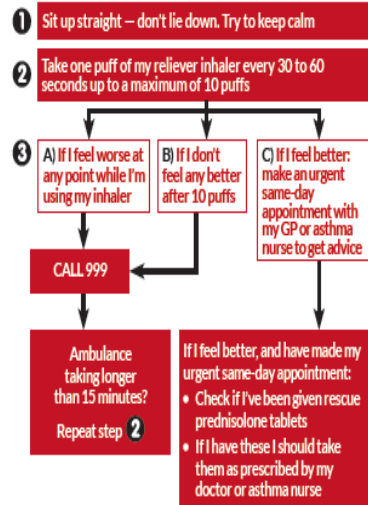 1 Sit up straight – don't lie down. Try to keep calm
2 Take one puff of my reliever inhaler every 30 to 60
seconds up to a maximum of 10 puffs
3
A) If I feel worse at
any point while I'm
using my inhaler
B) If I don't
feel any better
after 10 puffs
C) If I feel better:
make an urgent
same-day
appointment with
my GP or asthma
nurse to get advice
CALL 999
Ambulance
taking longer
than 15 minutes?
Repeat step 2
If I feel better, and have made my
urgent same-day appointment:
• Check if I've been given rescue
prednisolone tablets
• If I have these I should take
them as prescribed by my
doctor or asthma nurse